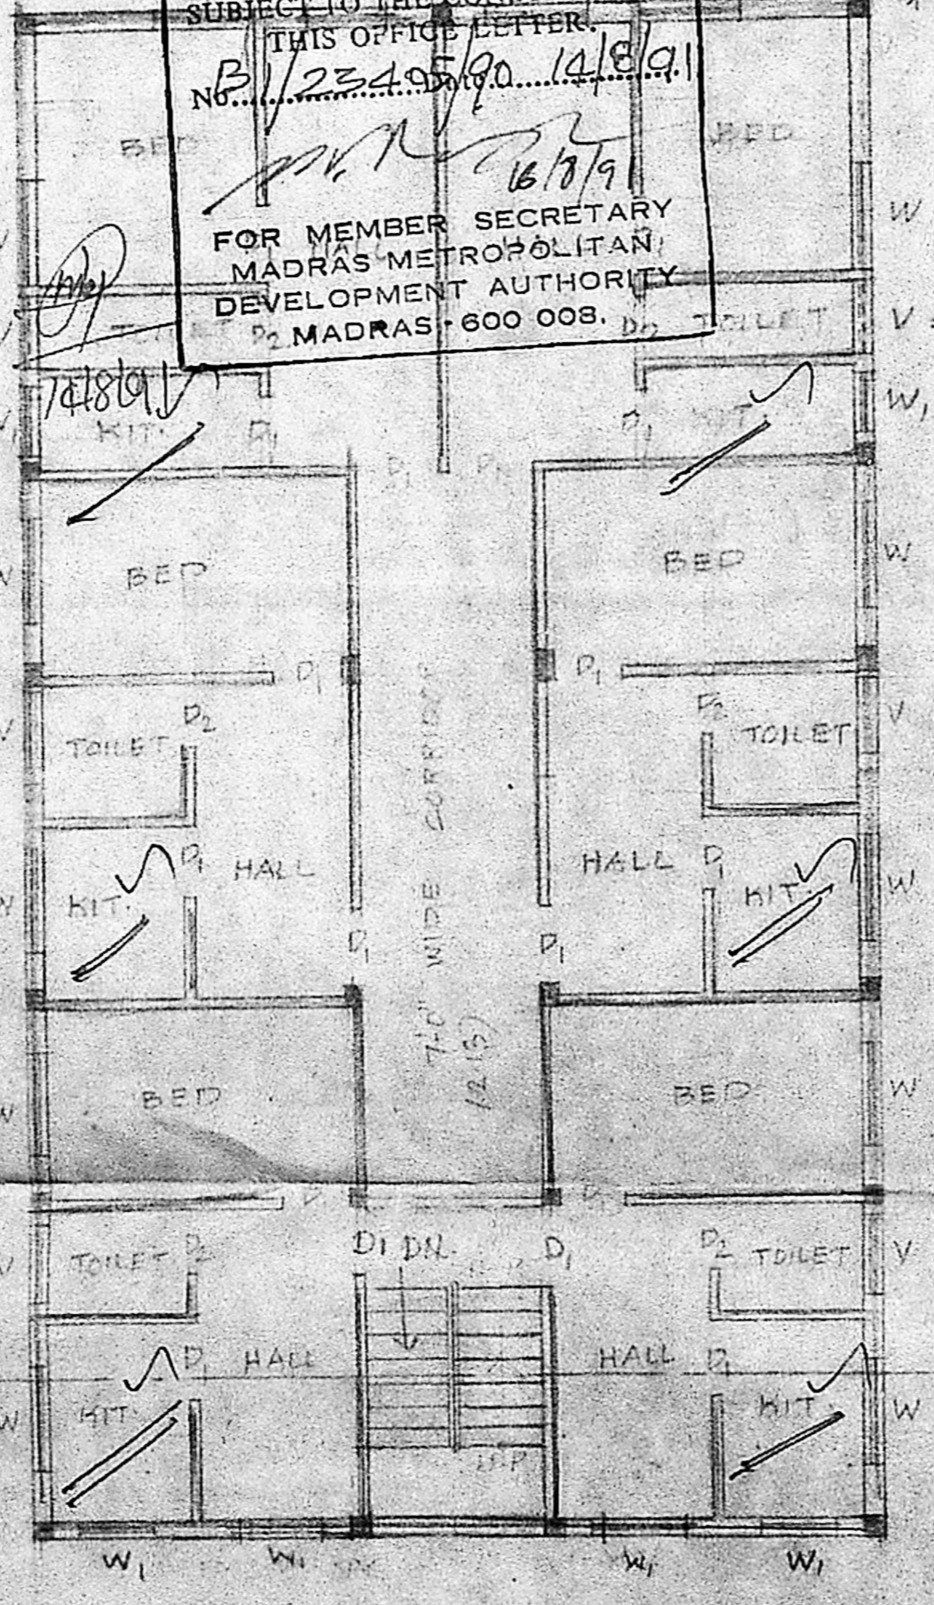 SUBJECT TO THE
THIS OFFICE LETTER.
No. B1/23495/90 Date 14/8/91
16/8/91
FOR MEMBER SECRETARY
MADRAS METROPOLITAN
DEVELOPMENT AUTHORITY
MADRAS - 600 008.
BED
BED
W
TOILET
D2
D2
TOILET
V
14/8/91
W1
KIT.
D1
D1
KIT.
D1
D1
W
BED
BED
W
D1
D1
V
TOILET
D2
D2
TOILET
V
W
KIT.
D1
HALL
HALL
D1
KIT.
W
D1
D1
7'-0" WIDE CORRIDOR
W
BED
BED
W
V
TOILET
D2
D1
DN.
D1
D2
TOILET
V
W
KIT.
D1
HALL
HALL
D1
KIT.
W
W1
W1
W1
W1